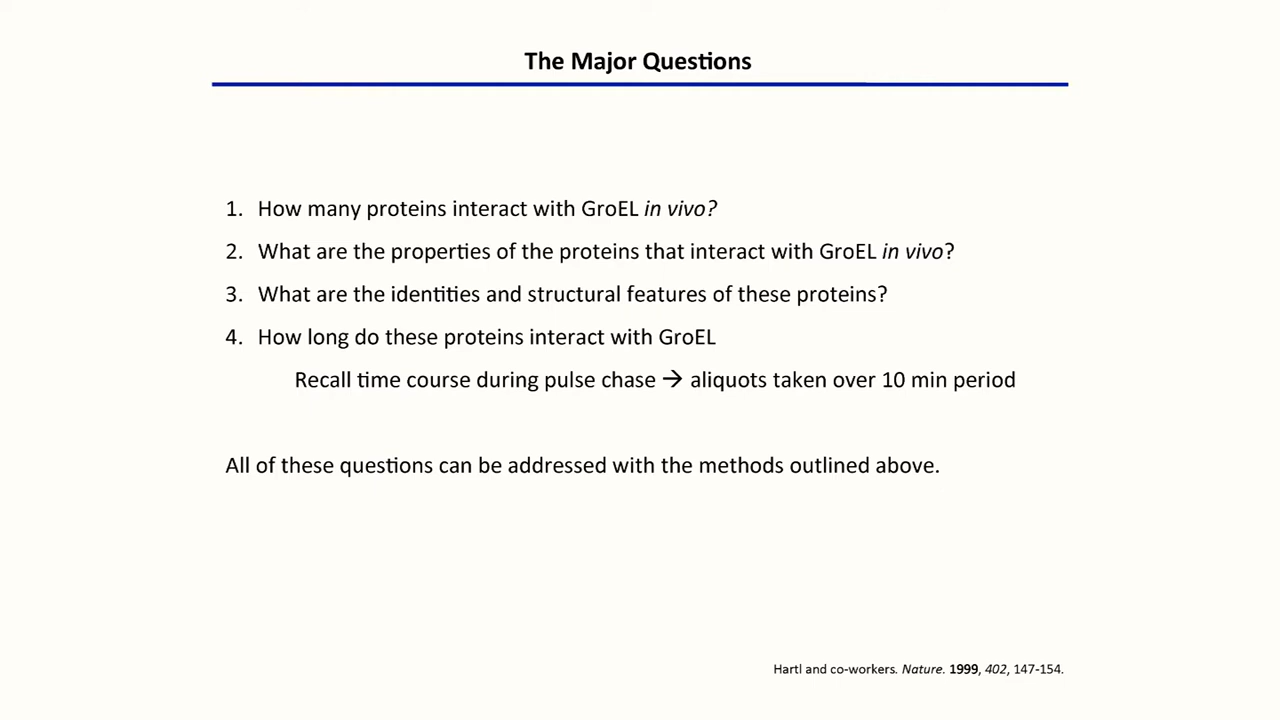 The Major Questions
1. How many proteins interact with GroEL in vivo?
2. What are the properties of the proteins that interact with GroEL in vivo?
3. What are the identities and structural features of these proteins?
4. How long do these proteins interact with GroEL
Recall time course during pulse chase → aliquots taken over 10 min period
All of these questions can be addressed with the methods outlined above.
Hartl and co-workers. Nature. 1999, 402, 147-154.